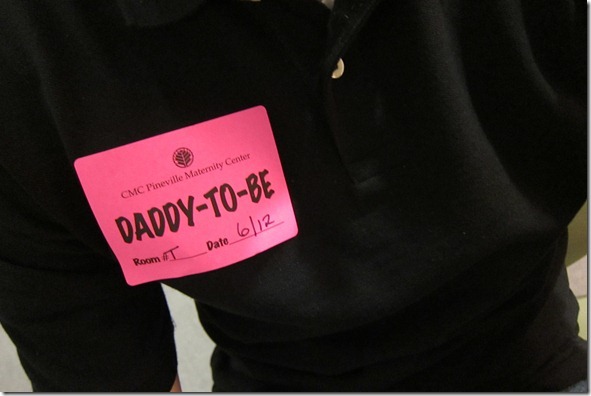 CMC Pineville Maternity Center
DADDY-TO-BE
Room #T Date 6/12